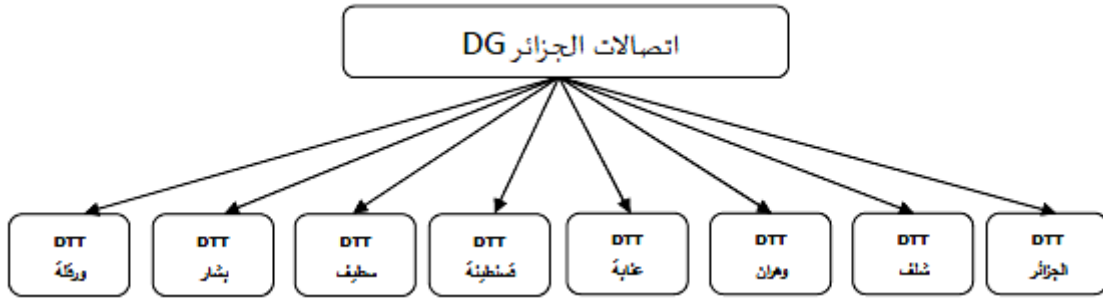 اتصالات الجزائر DG
DTT
الجزائر
DTT
شلف
DTT
وهران
DTT
عنابة
DTT
قسنطينة
DTT
سطيف
DTT
بشار
DTT
ورقلة